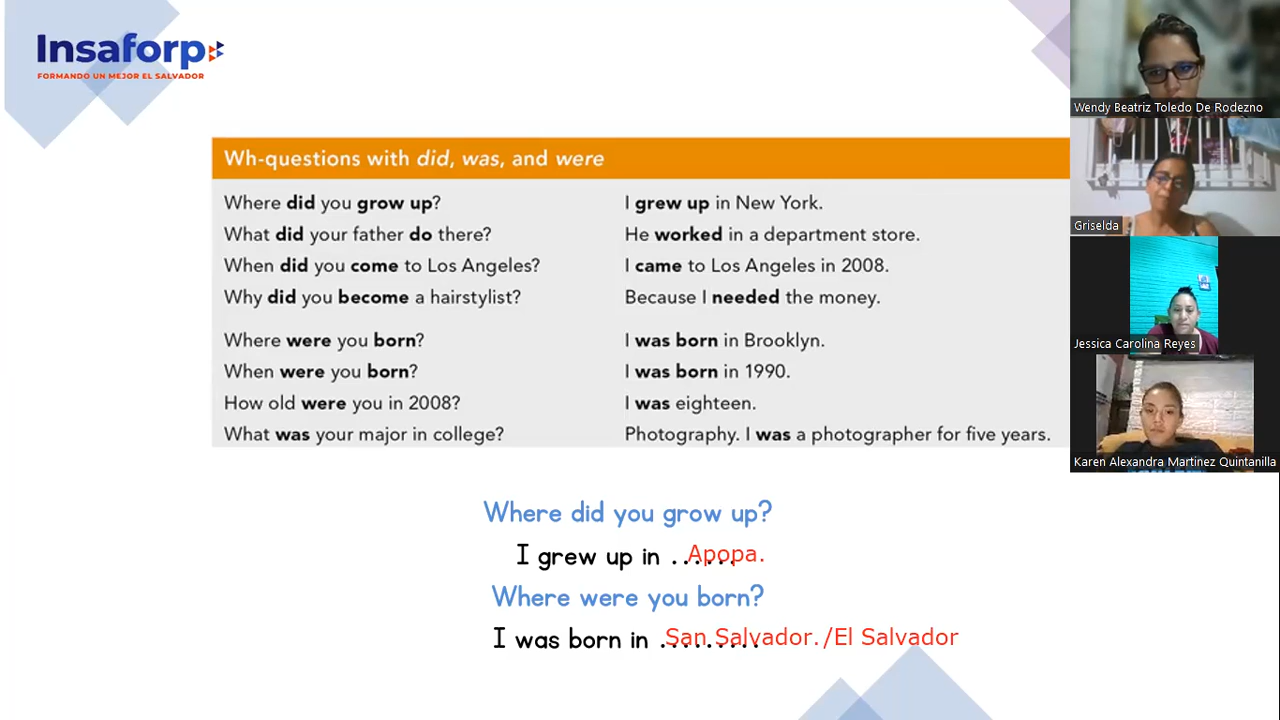 Insaforp
FORMANDO UN MEJOR EL SALVADOR
Wh-questions with did, was, and were
Where did you grow up? I grew up in New York.
What did your father do there? He worked in a department store.
When did you come to Los Angeles? I came to Los Angeles in 2008.
Why did you become a hairstylist? Because I needed the money.
Where were you born? I was born in Brooklyn.
When were you born? I was born in 1990.
How old were you in 2008? I was eighteen.
What was your major in college? Photography. I was a photographer for five years.
Where did you grow up?
I grew up in ...... Apopa.
Where were you born?
I was born in ......... San Salvador./El Salvador
Wendy Beatriz Toledo De Rodezno
Griselda
Jessica Carolina Reyes
Karen Alexandra Martinez Quintanilla